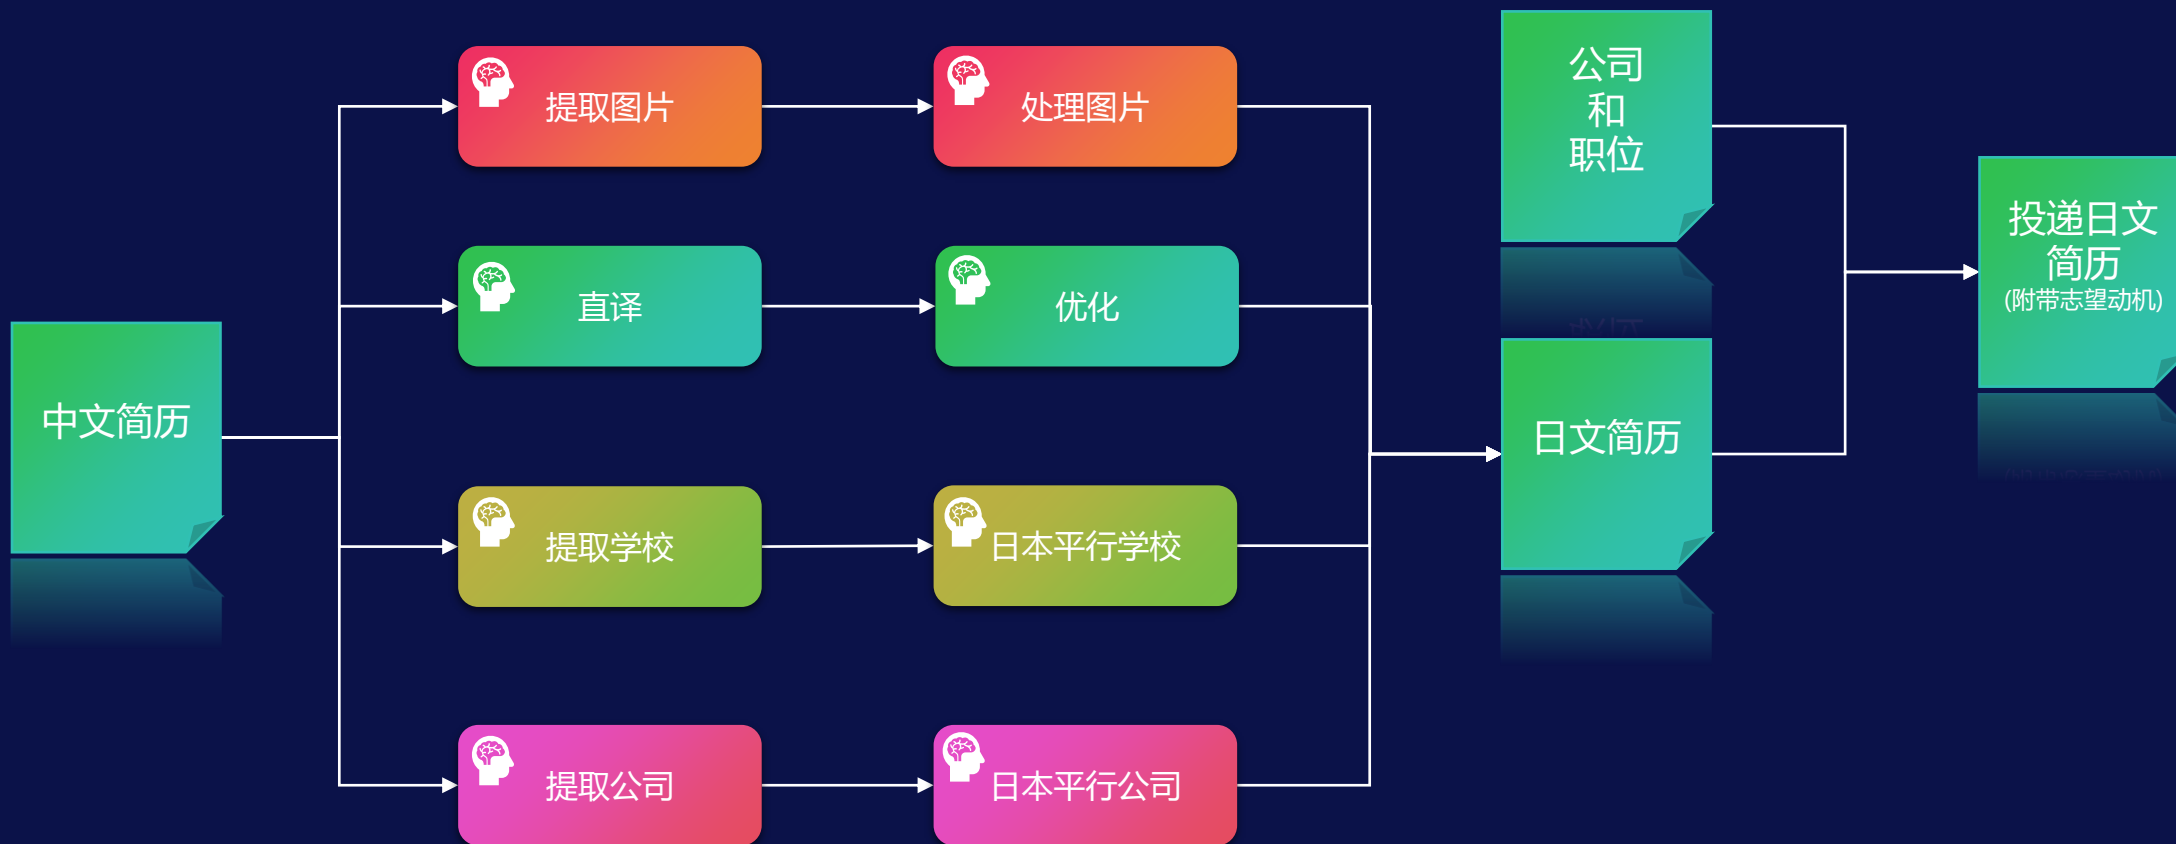 中文简历
提取图片
处理图片
直译
优化
提取学校
日本平行学校
提取公司
日本平行公司
公司
和
职位
日文简历
投递日文
简历
(附带志望动机)